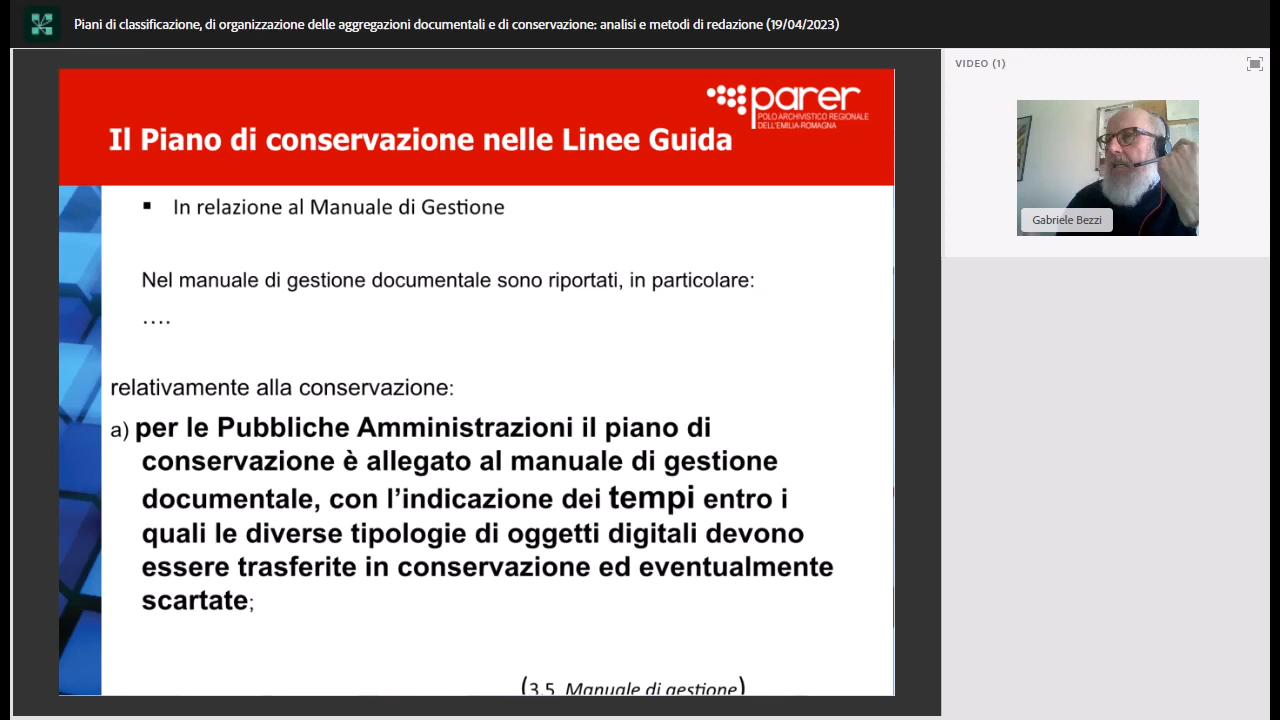 Piani di classificazione, di organizzazione delle aggregazioni documentali e di conservazione: analisi e metodi di redazione (19/04/2023)
VIDEO (1)
parer
POLO ARCHIVISTICO REGIONALE
DELL'EMILIA-ROMAGNA
Il Piano di conservazione nelle Linee Guida
▪ In relazione al Manuale di Gestione
Nel manuale di gestione documentale sono riportati, in particolare:
....
relativamente alla conservazione:
a) per le Pubbliche Amministrazioni il piano di
conservazione è allegato al manuale di gestione
documentale, con l'indicazione dei tempi entro i
quali le diverse tipologie di oggetti digitali devono
essere trasferite in conservazione ed eventualmente
scartate;
(3.5 Manuale di gestione)
Gabriele Bezzi